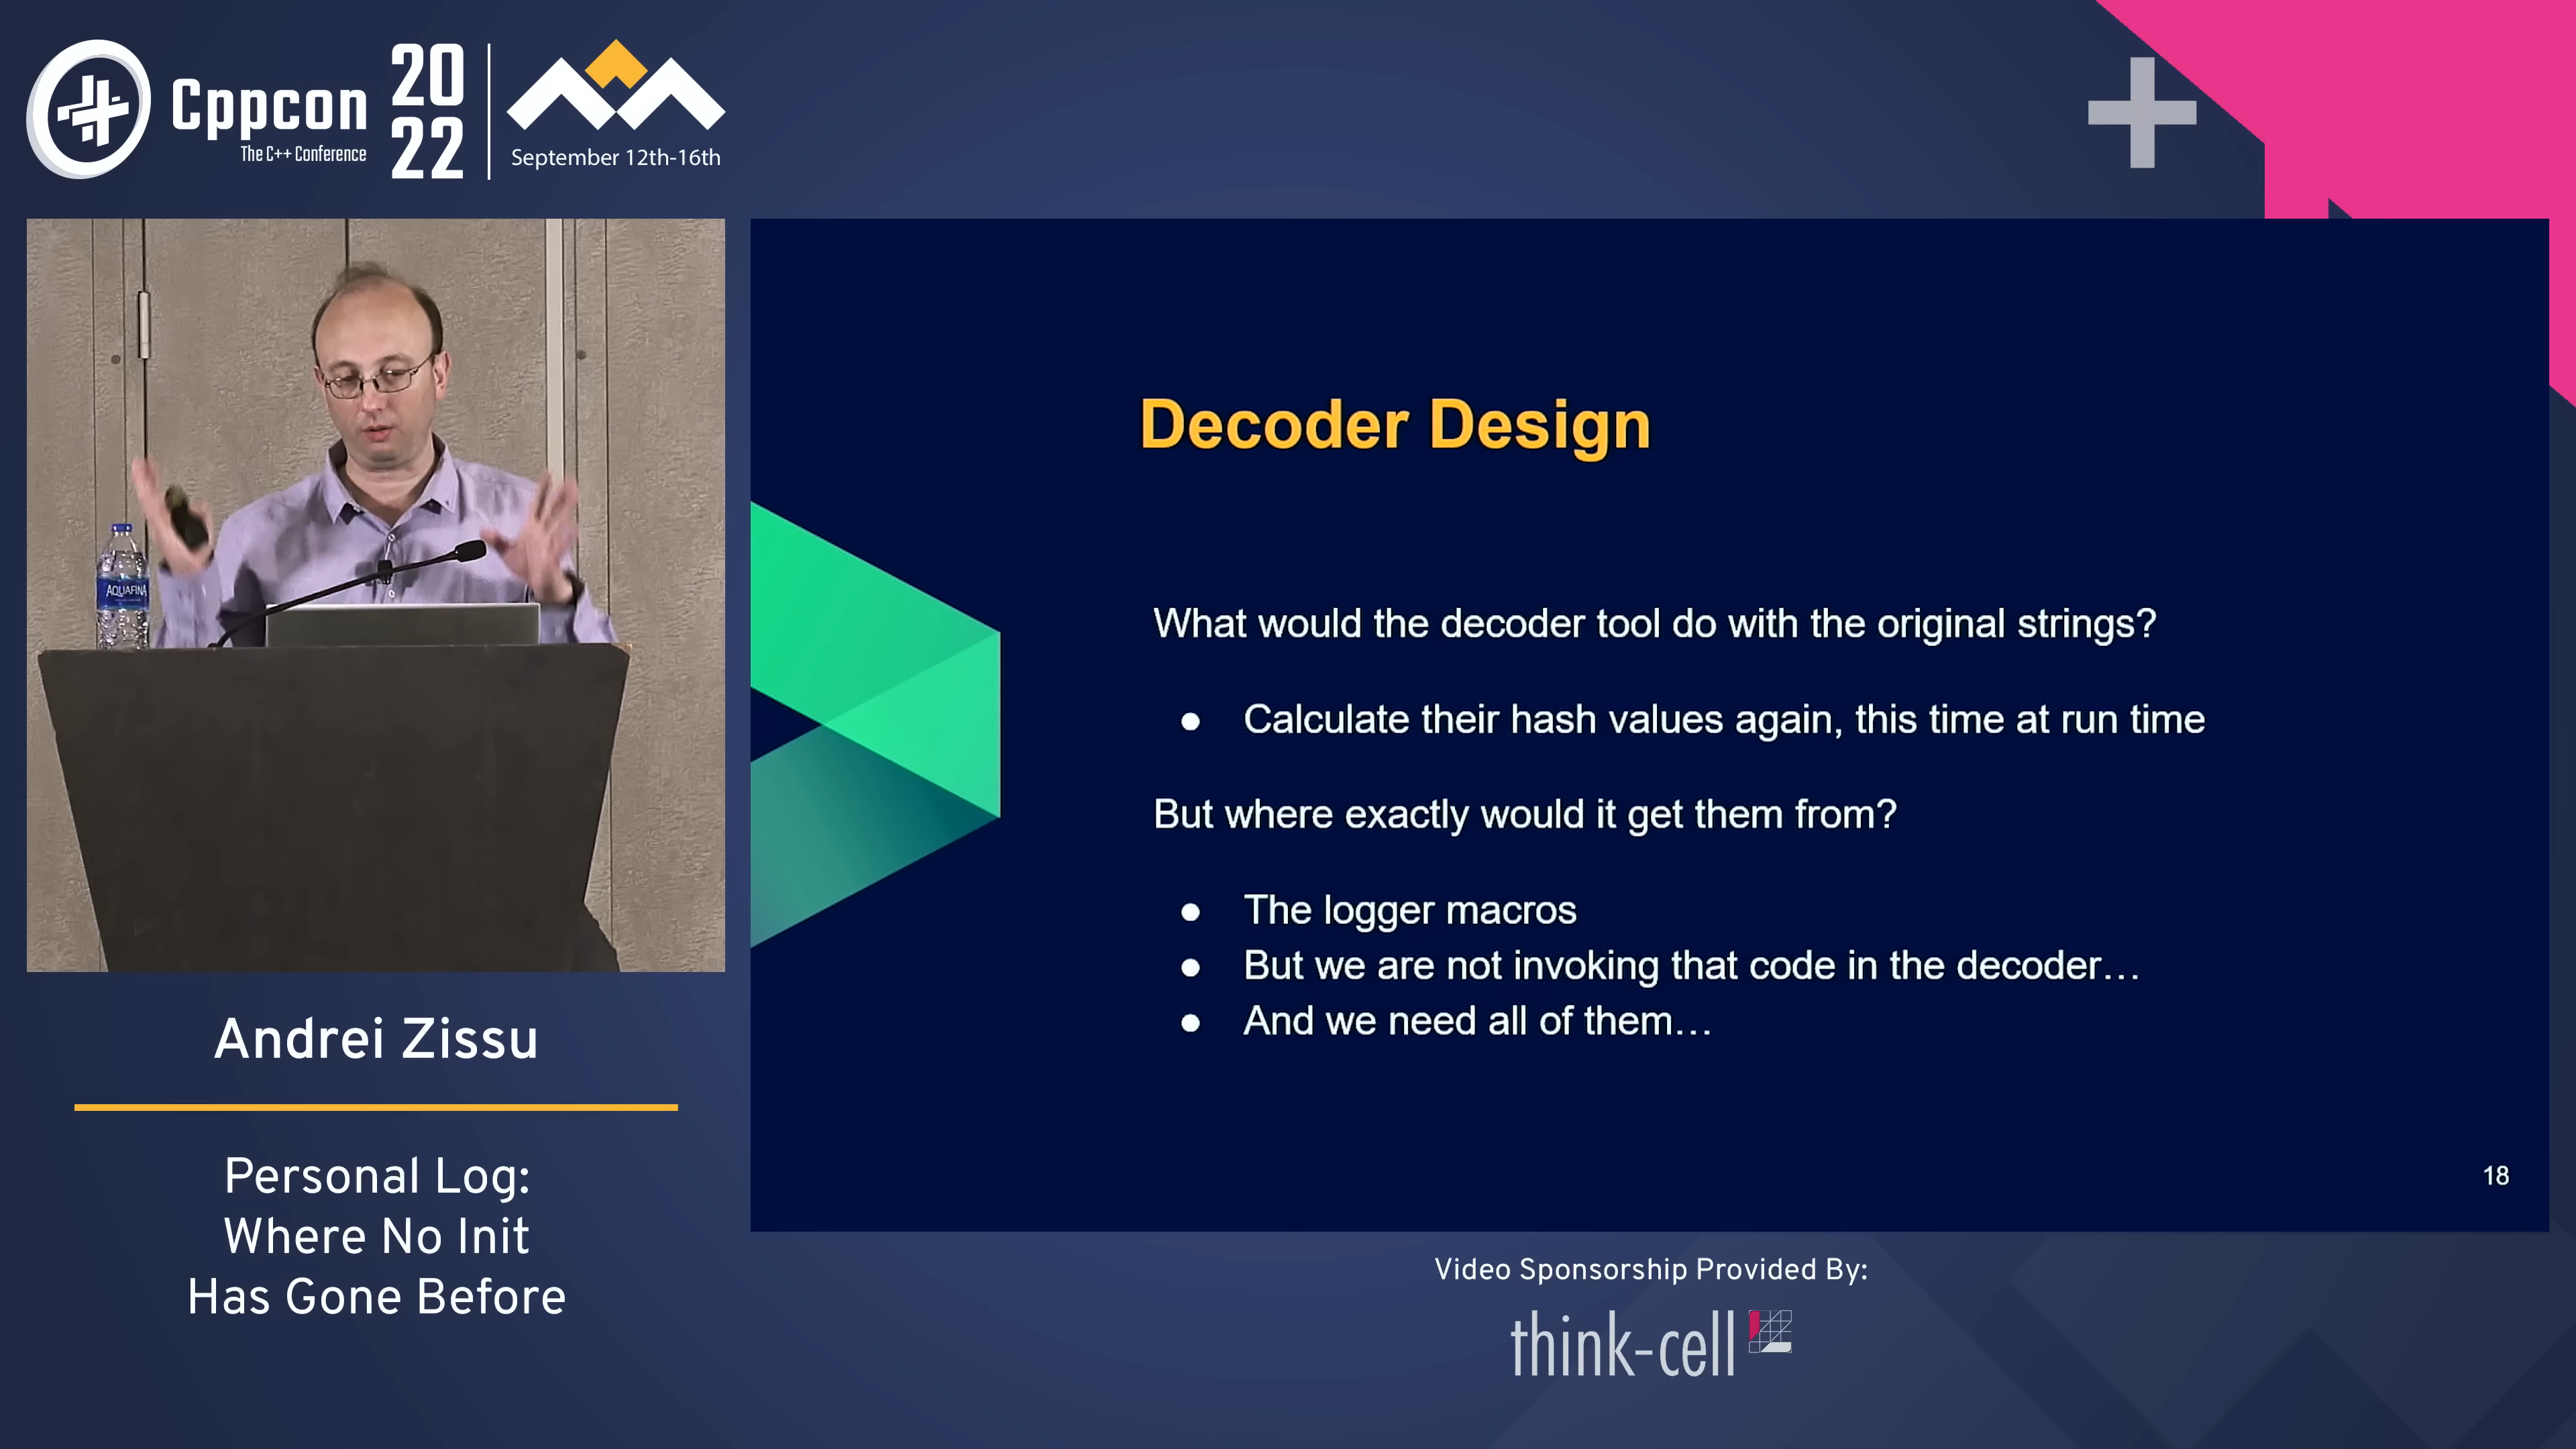 Cppcon
The C++ Conference
20
22
September 12th-16th
AQUAFINA
Decoder Design
What would the decoder tool do with the original strings?
● Calculate their hash values again, this time at run time
But where exactly would it get them from?
● The logger macros
● But we are not invoking that code in the decoder…
● And we need all of them…
18
Andrei Zissu
Personal Log:
Where No Init
Has Gone Before
Video Sponsorship Provided By:
think-cell